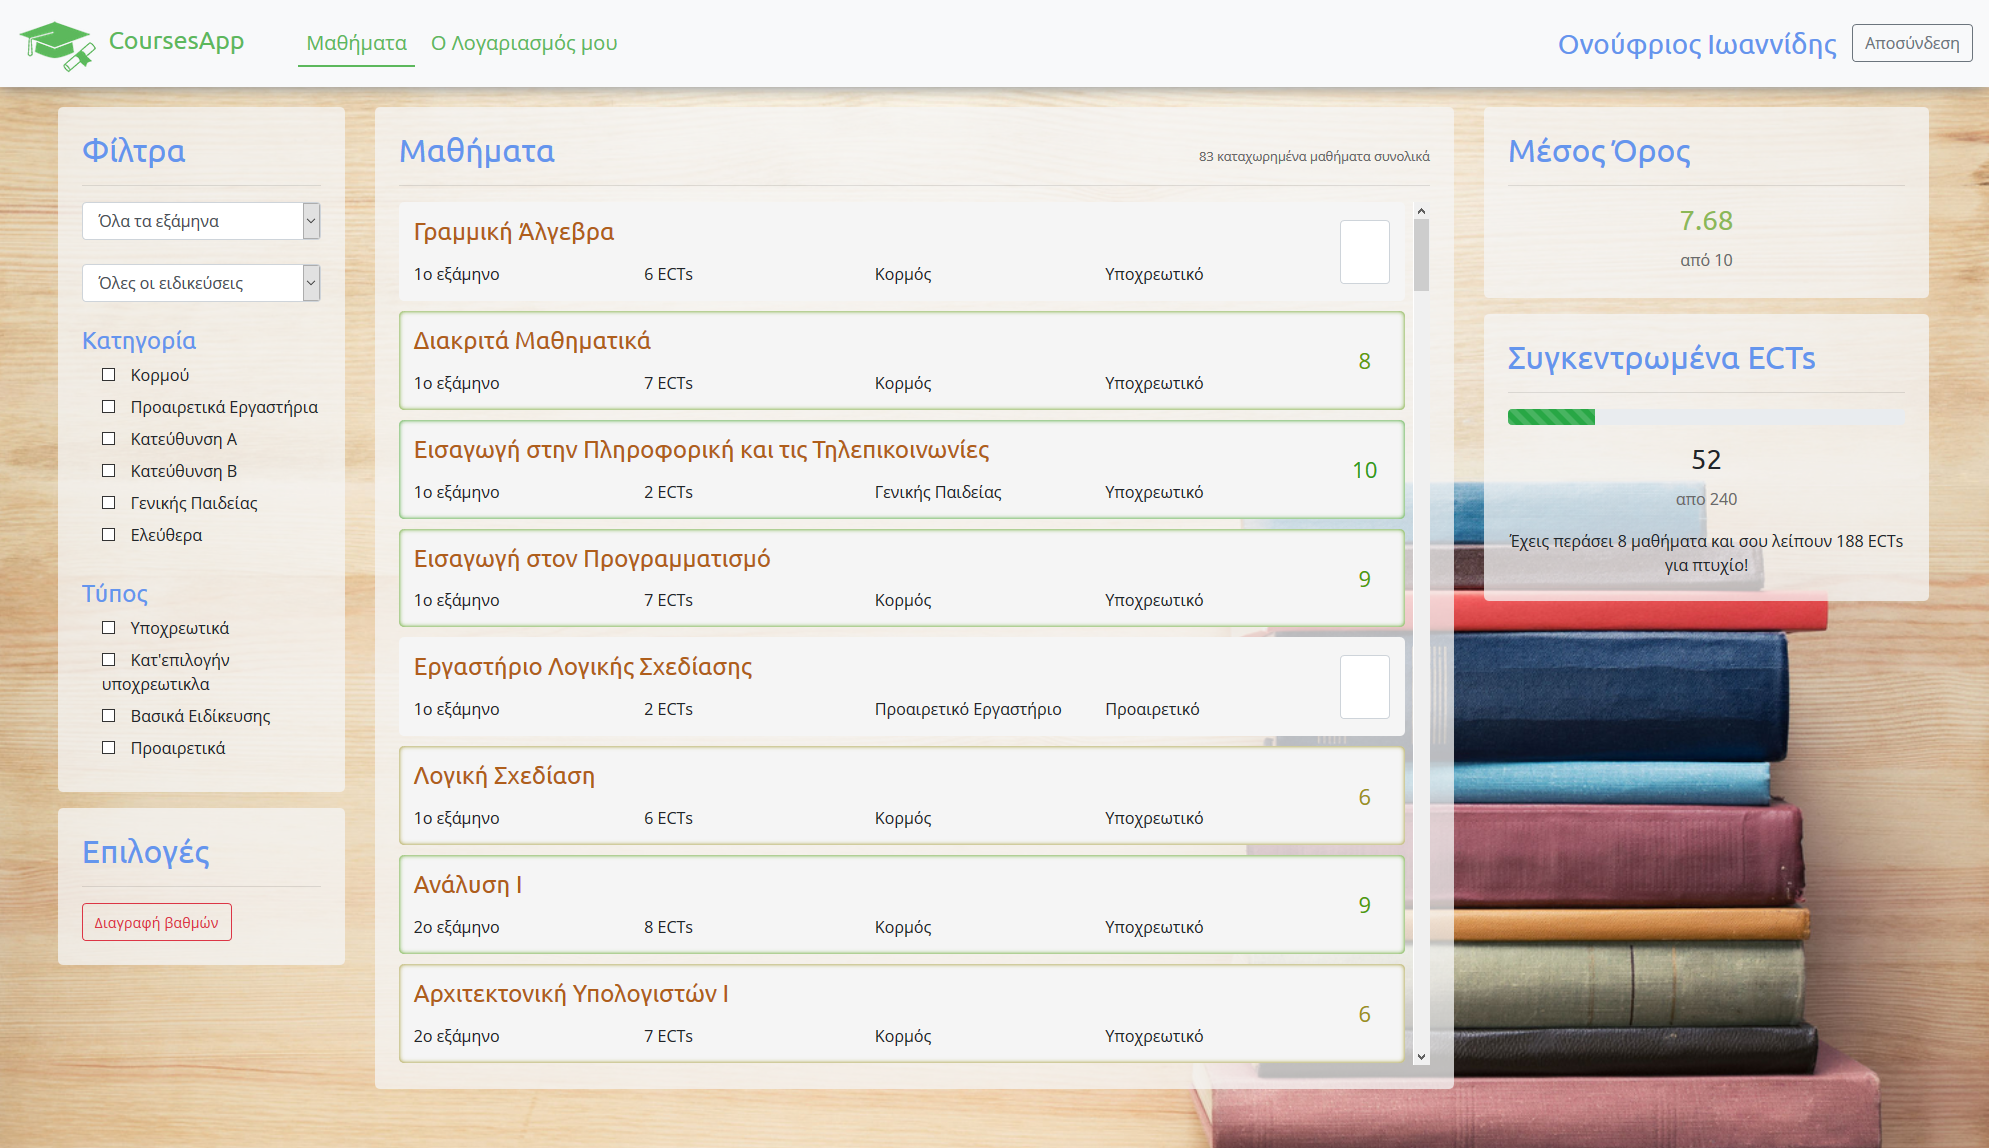 CoursesApp
Μαθήματα
Ο Λογαριασμός μου
Ονούφριος Ιωαννίδης
Αποσύνδεση
Φίλτρα
Όλα τα εξάμηνα
Όλες οι ειδικεύσεις
Κατηγορία
Κορμού
Προαιρετικά Εργαστήρια
Κατεύθυνση Α
Κατεύθυνση Β
Γενικής Παιδείας
Ελεύθερα
Τύπος
Υποχρεωτικά
Κατ'επιλογήν
υποχρεωτικλα
Βασικά Ειδίκευσης
Προαιρετικά
Επιλογές
Διαγραφή βαθμών
Μαθήματα
83 καταχωρημένα μαθήματα συνολικά
Γραμμική Άλγεβρα
1ο εξάμηνο 6 ECTs Κορμός Υποχρεωτικό
Διακριτά Μαθηματικά
1ο εξάμηνο 7 ECTs Κορμός Υποχρεωτικό
8
Εισαγωγή στην Πληροφορική και τις Τηλεπικοινωνίες
1ο εξάμηνο 2 ECTs Γενικής Παιδείας Υποχρεωτικό
10
Εισαγωγή στον Προγραμματισμό
1ο εξάμηνο 7 ECTs Κορμός Υποχρεωτικό
9
Εργαστήριο Λογικής Σχεδίασης
1ο εξάμηνο 2 ECTs Προαιρετικό Εργαστήριο Προαιρετικό
Λογική Σχεδίαση
1ο εξάμηνο 6 ECTs Κορμός Υποχρεωτικό
6
Ανάλυση Ι
2ο εξάμηνο 8 ECTs Κορμός Υποχρεωτικό
9
Αρχιτεκτονική Υπολογιστών Ι
2ο εξάμηνο 7 ECTs Κορμός Υποχρεωτικό
6
Μέσος Όρος
7.68
από 10
Συγκεντρωμένα ECTs
52
απο 240
Έχεις περάσει 8 μαθήματα και σου λείπουν 188 ECTs
για πτυχίο!